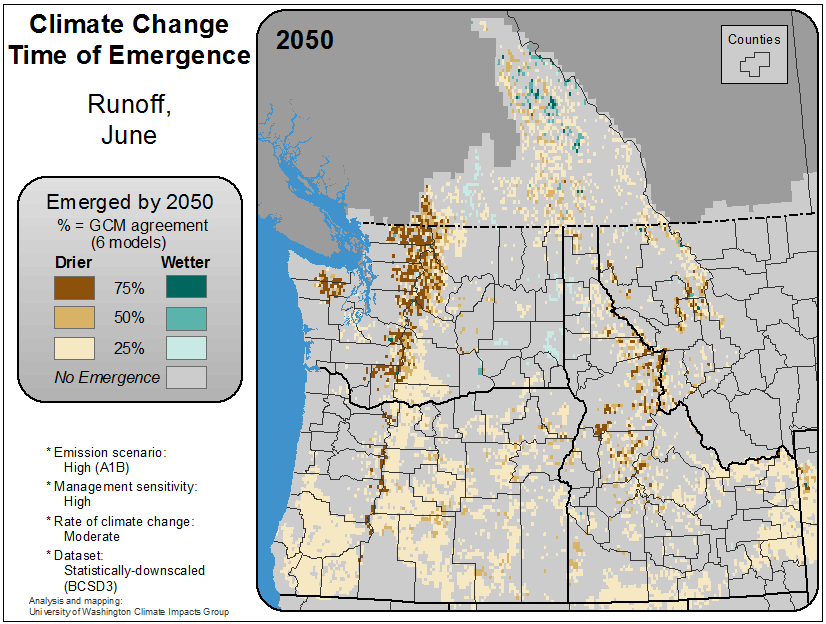 Climate Change
Time of Emergence
Runoff,
June
Emerged by 2050
% = GCM agreement
(6 models)
Drier Wetter
75%
50%
25%
No Emergence
* Emission scenario:
High (A1B)
* Management sensitivity:
High
* Rate of climate change:
Moderate
* Dataset:
Statistically-downscaled
(BCSD3)
Analysis and mapping:
University of Washington Climate Impacts Group
2050
Counties